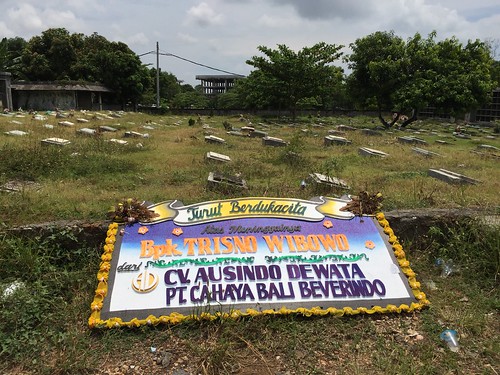 Turut Berdukacita
Atas Meninggalnya
Bpk TRISNO WIBOWO
dari CV. AUSINDO DEWATA
PT. CAHAYA BALI BEVERINDO